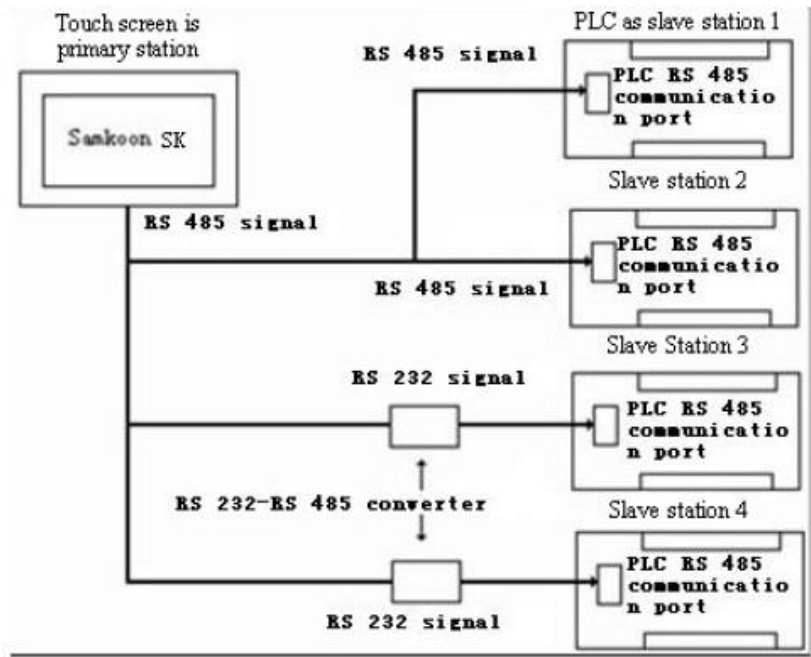 Touch screen is
primary station
Samkoon SK
RS 485 signal
PLC as slave station 1
RS 485 signal
PLC RS 485
communicatio
n port
Slave station 2
PLC RS 485
communicatio
n port
RS 485 signal
Slave Station 3
RS 232 signal
PLC RS 485
communicatio
n port
RS 232-RS 485 converter
Slave station 4
PLC RS 485
communicatio
n port
RS 232 signal